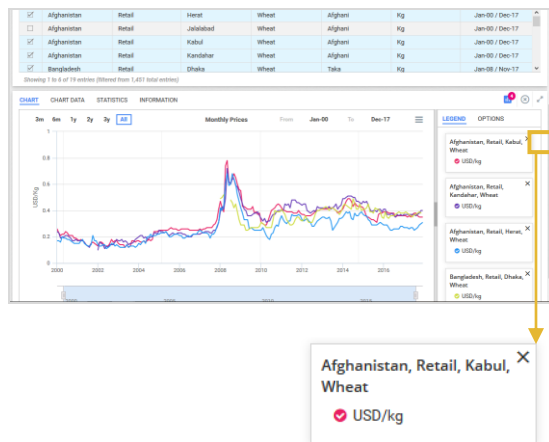 Afghanistan Retail Herat Wheat Afghani Kg Jan-00 / Dec-17
Afghanistan Retail Jalalabad Wheat Afghani Kg Jan-00 / Dec-17
Afghanistan Retail Kabul Wheat Afghani Kg Jan-00 / Dec-17
Afghanistan Retail Kandahar Wheat Afghani Kg Jan-00 / Dec-17
Bangladesh Retail Dhaka Wheat Taka Kg Jan-08 / Nov-17
Showing 1 to 6 of 19 entries (filtered from 1,451 total entries)
CHART CHART DATA STATISTICS INFORMATION 4
3m 6m 1y 2y 3y All Monthly Prices From Jan-00 To Dec-17
LEGEND OPTIONS
USD/Kg
1
0.8
0.6
0.4
0.2
0
2000 2002 2004 2006 2008 2010 2012 2014 2016
2000 2005 2010 2015
Afghanistan, Retail, Kabul,
Wheat
USD/kg
Afghanistan, Retail,
Kandahar, Wheat
USD/kg
Afghanistan, Retail, Herat,
Wheat
USD/kg
Bangladesh, Retail, Dhaka,
Wheat
USD/kg
Afghanistan, Retail, Kabul,
Wheat
USD/kg